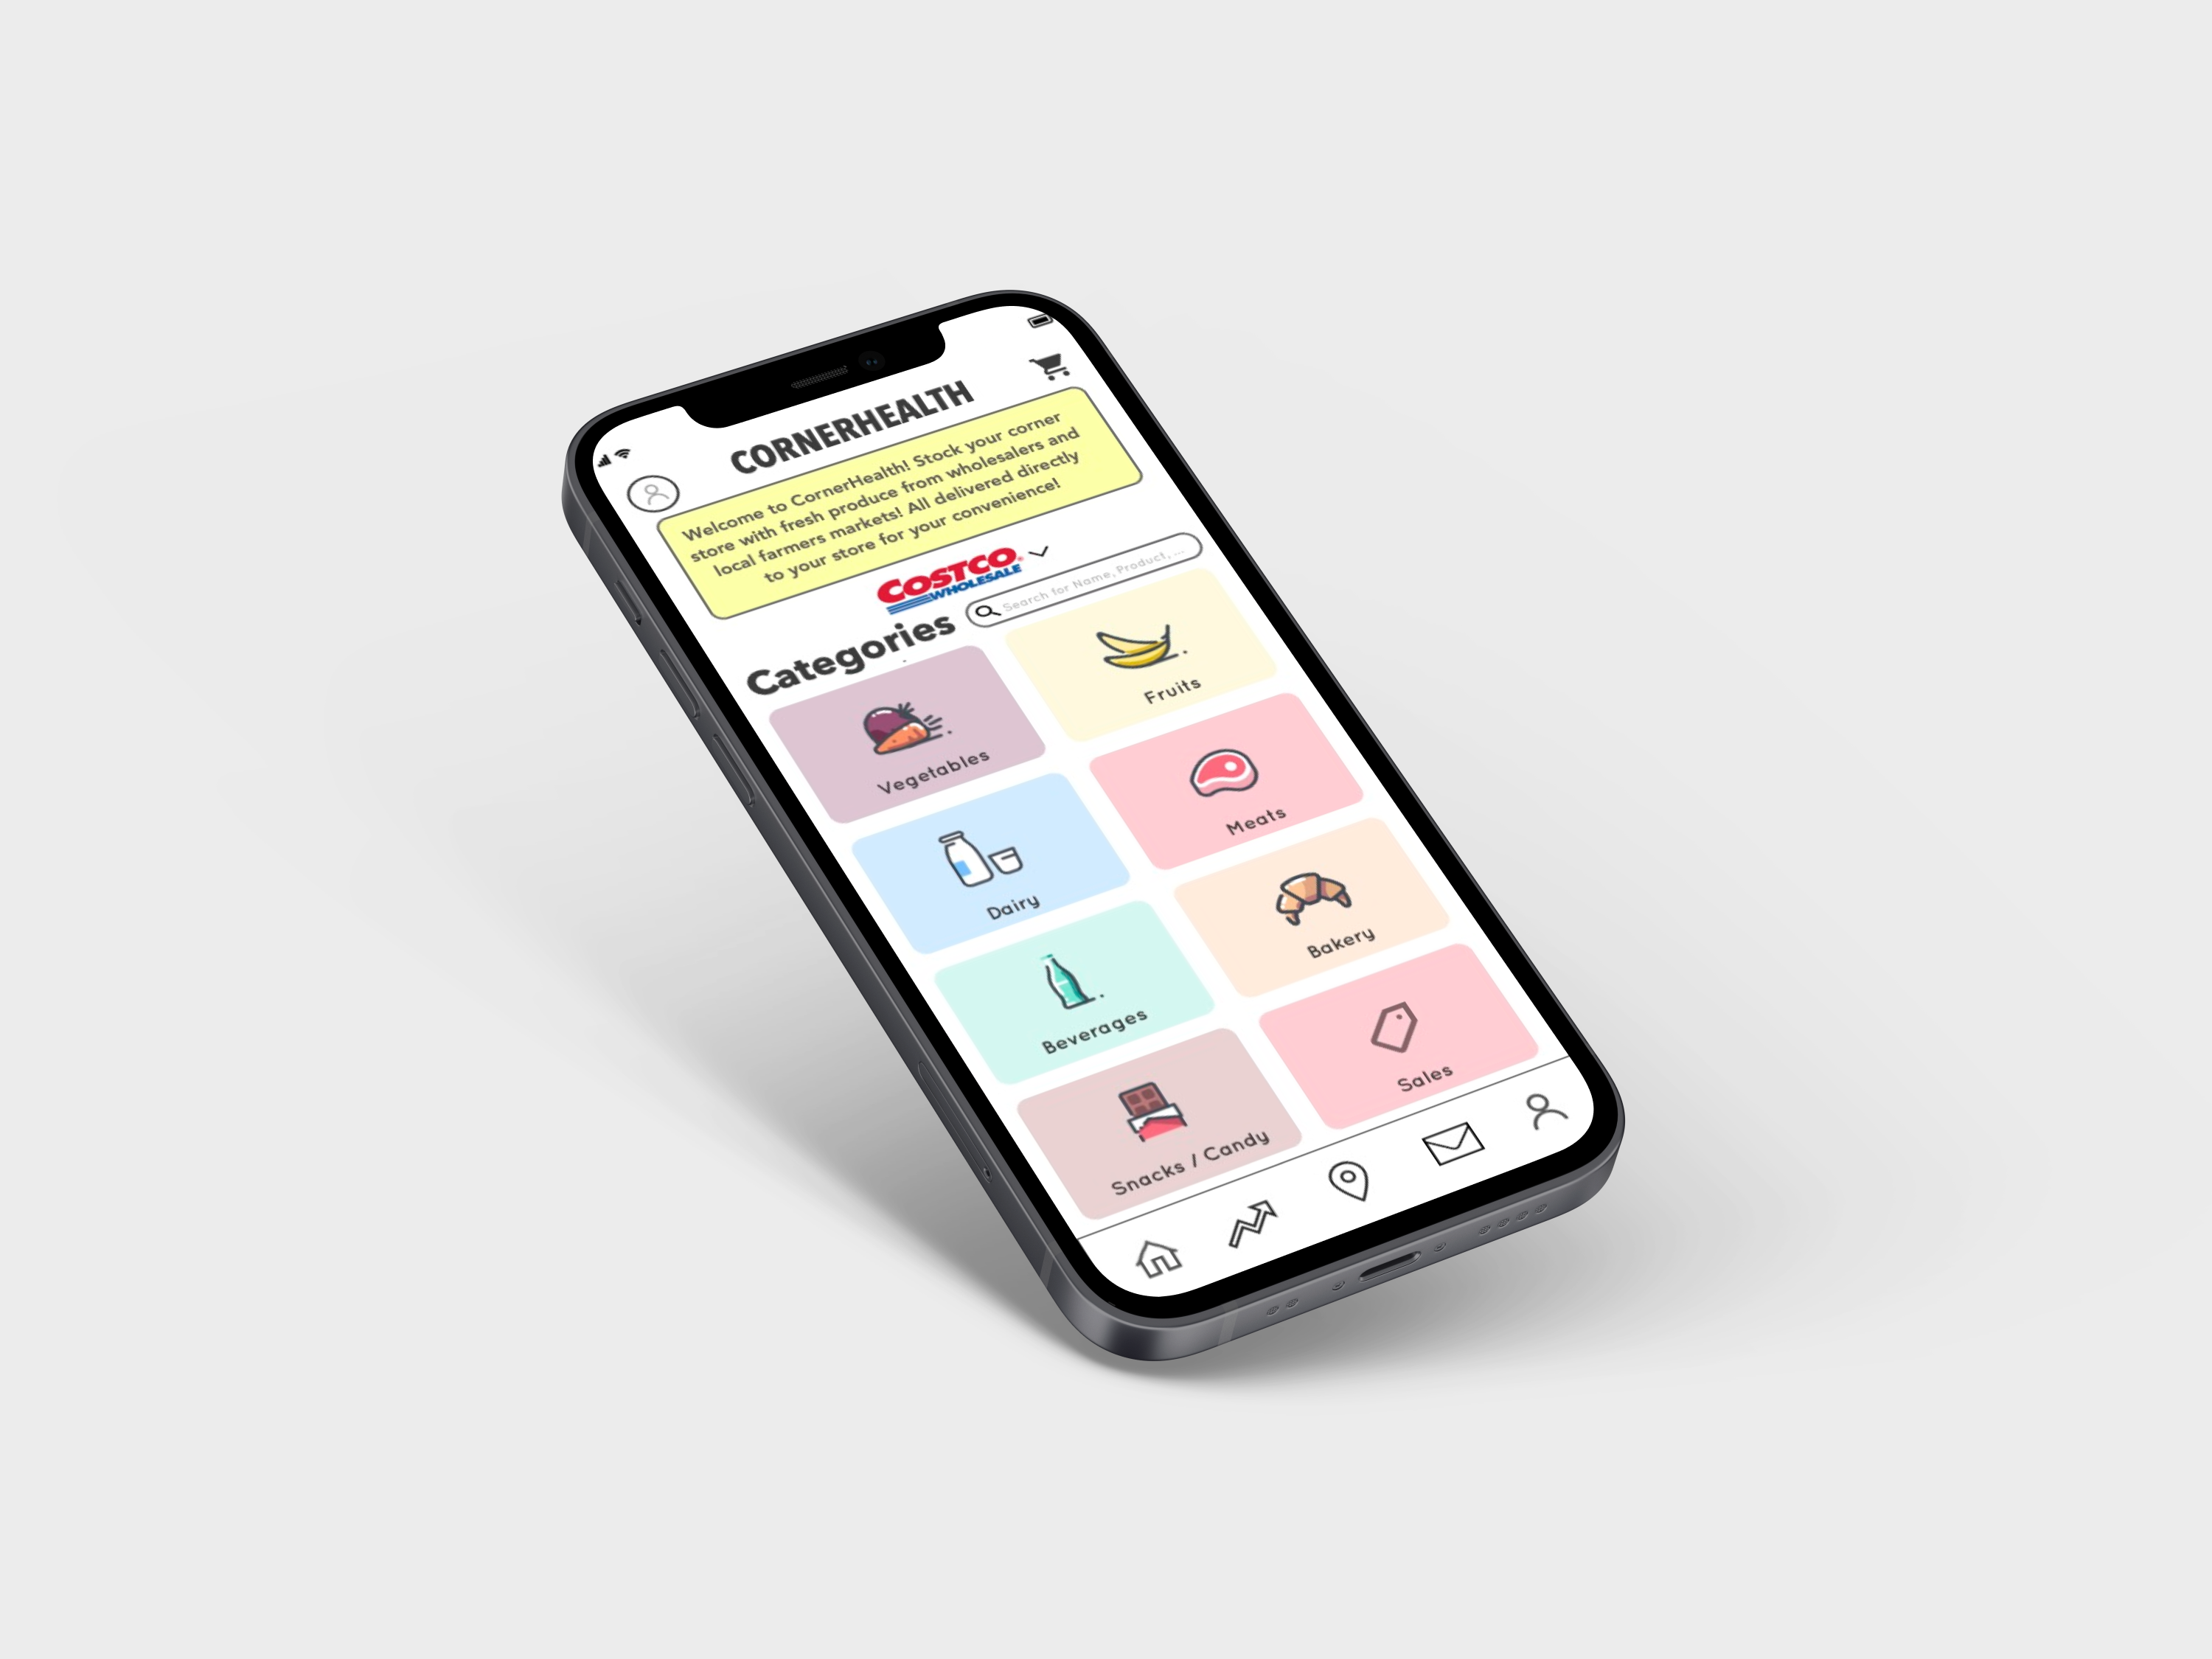 CORNERHEALTH
Welcome to CornerHealth! Stock your corner
store with fresh produce from wholesalers and
local farmers markets! All delivered directly
to your store for your convenience!
COSTCO
WHOLESALE
Categories
Search for Name, Product, ...
Vegetables
Fruits
Dairy
Meats
Beverages
Bakery
Snacks / Candy
Sales